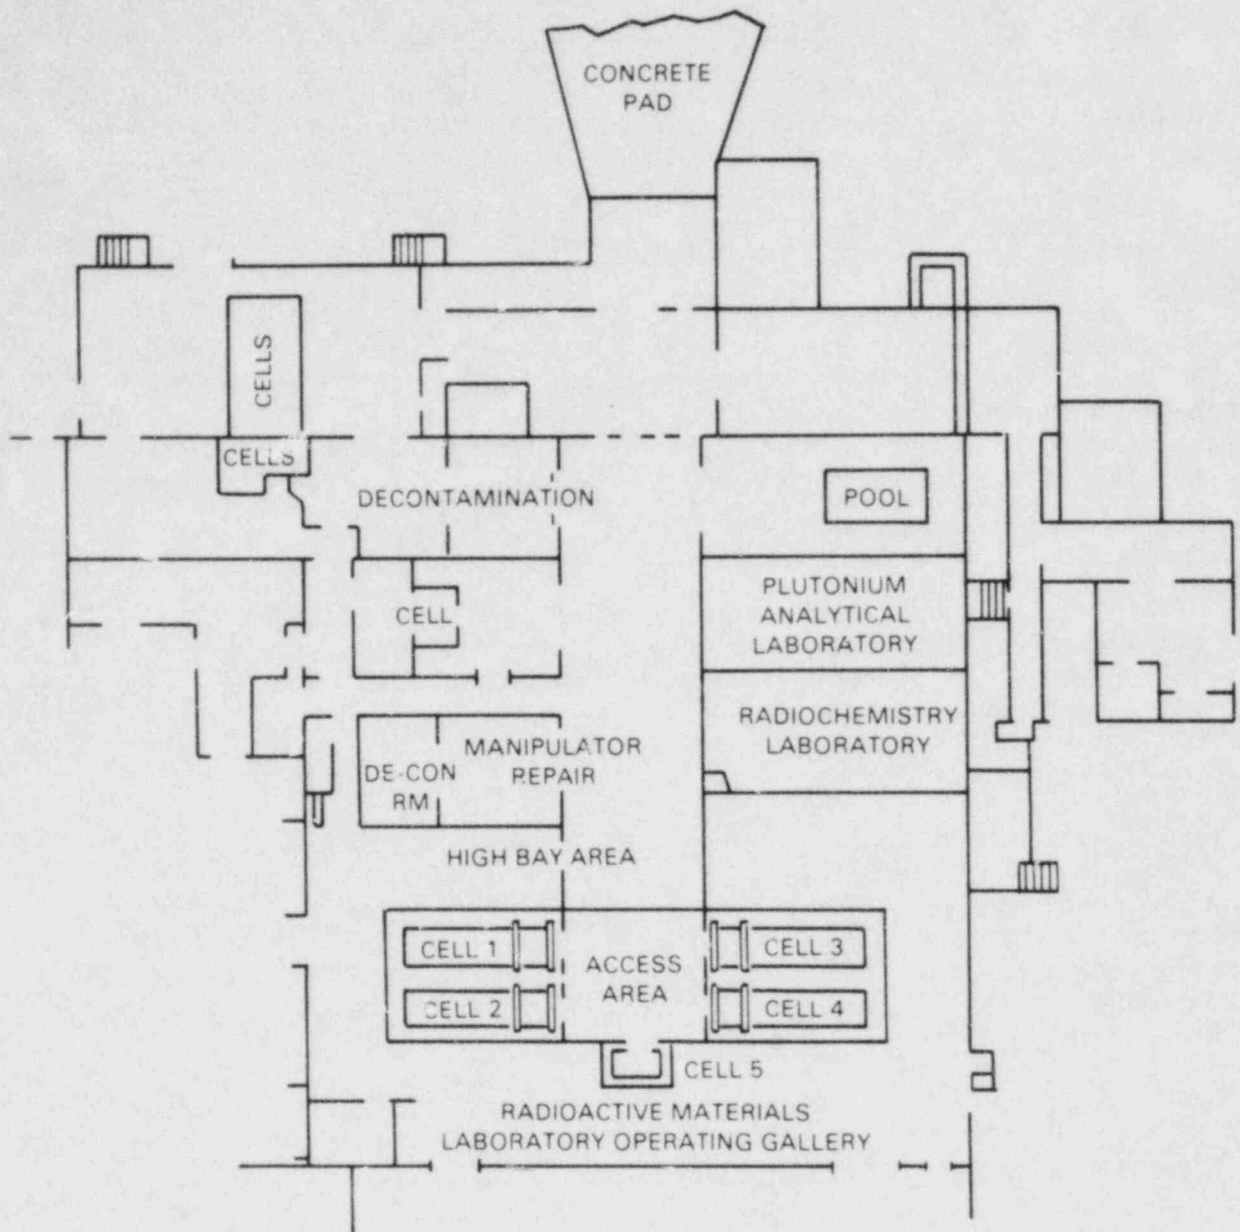 CONCRETE
PAD
CELLS
CELLS
DECONTAMINATION
POOL
CELL
PLUTONIUM
ANALYTICAL
LABORATORY
RADIOCHEMISTRY
LABORATORY
MANIPULATOR
REPAIR
DE-CON
RM
HIGH BAY AREA
CELL 1
CELL 2
ACCESS
AREA
CELL 3
CELL 4
CELL 5
RADIOACTIVE MATERIALS
LABORATORY OPERATING GALLERY